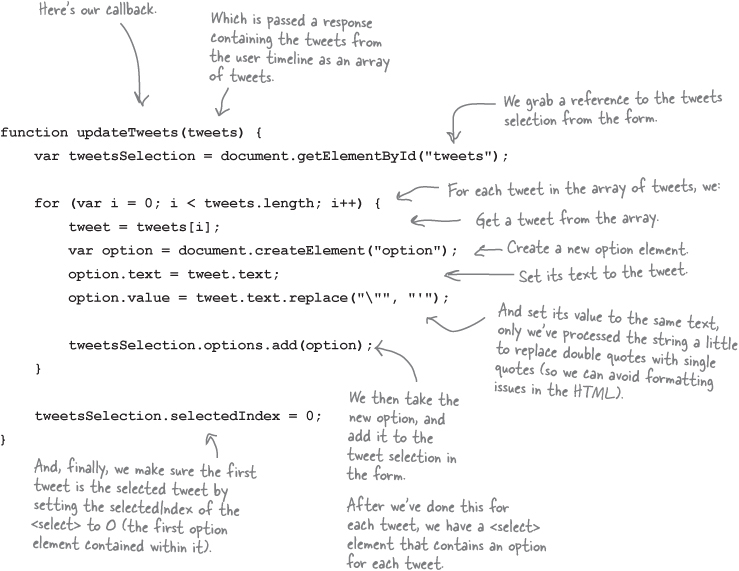 Here's our callback.
Which is passed a response
containing the tweets from
the user timeline as an array
of tweets.
We grab a reference to the tweets
selection from the form.
function updateTweets(tweets) {
var tweetsSelection = document.getElementById("tweets");
for (var i = 0; i < tweets.length; i++) {
For each tweet in the array of tweets, we:
tweet = tweets[i];
Get a tweet from the array.
var option = document.createElement("option");
Create a new option element.
option.text = tweet.text;
Set its text to the tweet.
option.value = tweet.text.replace("\"", "'");
And set its value to the same text,
only we've processed the string a little
to replace double quotes with single
quotes (so we can avoid formatting
issues in the HTML).
tweetsSelection.options.add(option);
}
We then take the
new option, and
add it to the
tweet selection in
the form.
After we've done this for
each tweet, we have a <select>
element that contains an option
for each tweet.
tweetsSelection.selectedIndex = 0;
}
And, finally, we make sure the first
tweet is the selected tweet by
setting the selectedIndex of the
<select> to 0 (the first option
element contained within it).